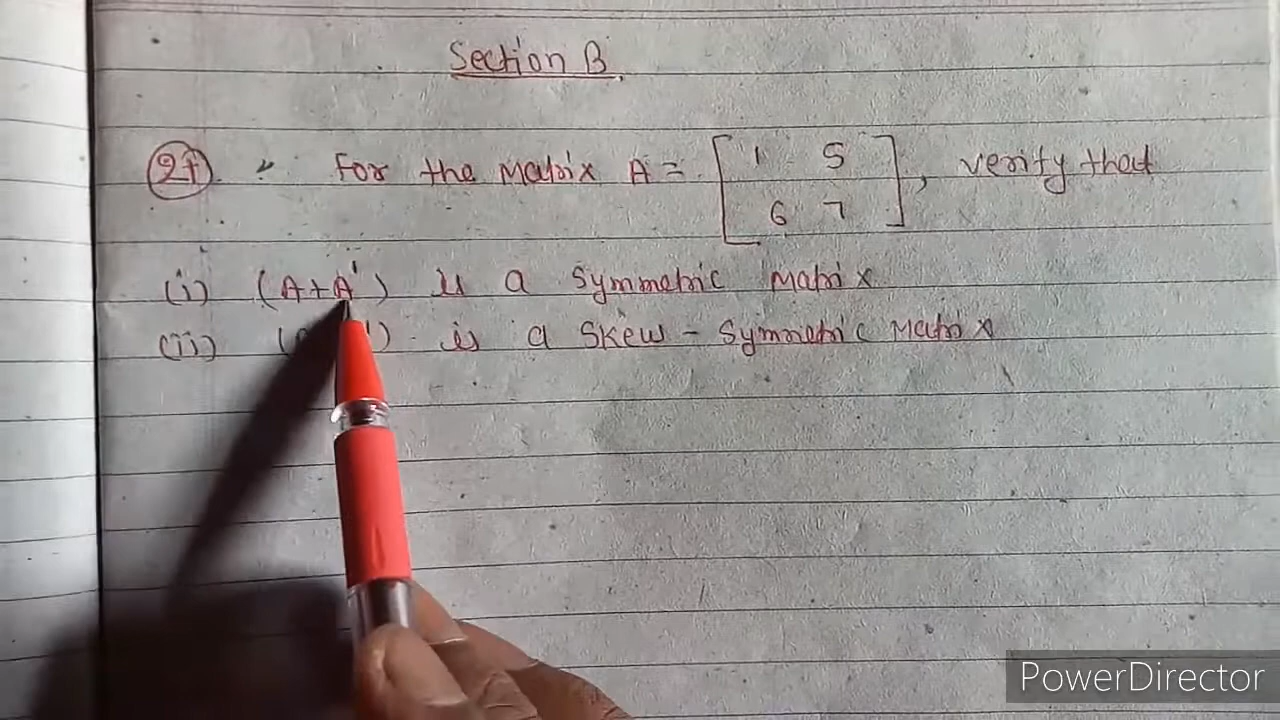 Section B
27. For the Matrix A = [ 1 5
6 7 ], verify that
(i) (A+A') is a Symmetric Matrix
(ii) ( ') is a Skew - Symmetric Matrix
PowerDirector